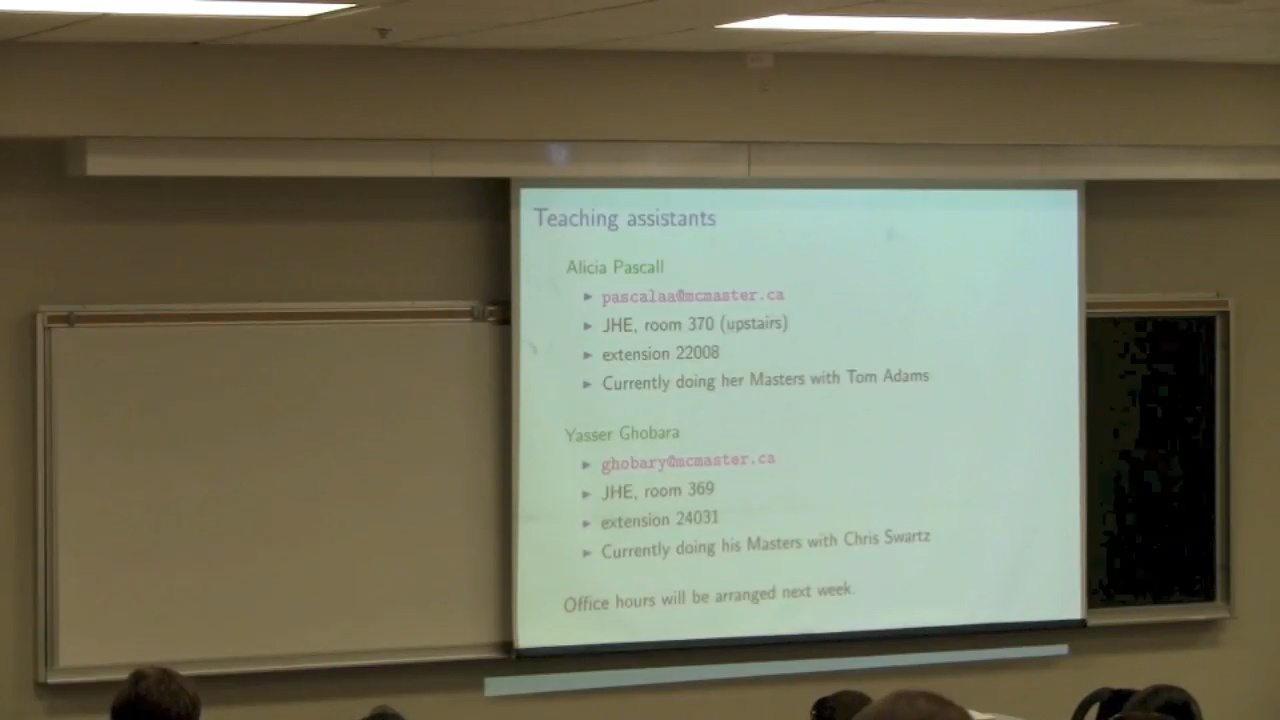 Teaching assistants
Alicia Pascall
▶ pascalaa@mcmaster.ca
▶ JHE, room 370 (upstairs)
▶ extension 22008
▶ Currently doing her Masters with Tom Adams
Yasser Ghobara
▶ ghobary@mcmaster.ca
▶ JHE, room 369
▶ extension 24031
▶ Currently doing his Masters with Chris Swartz
Office hours will be arranged next week.